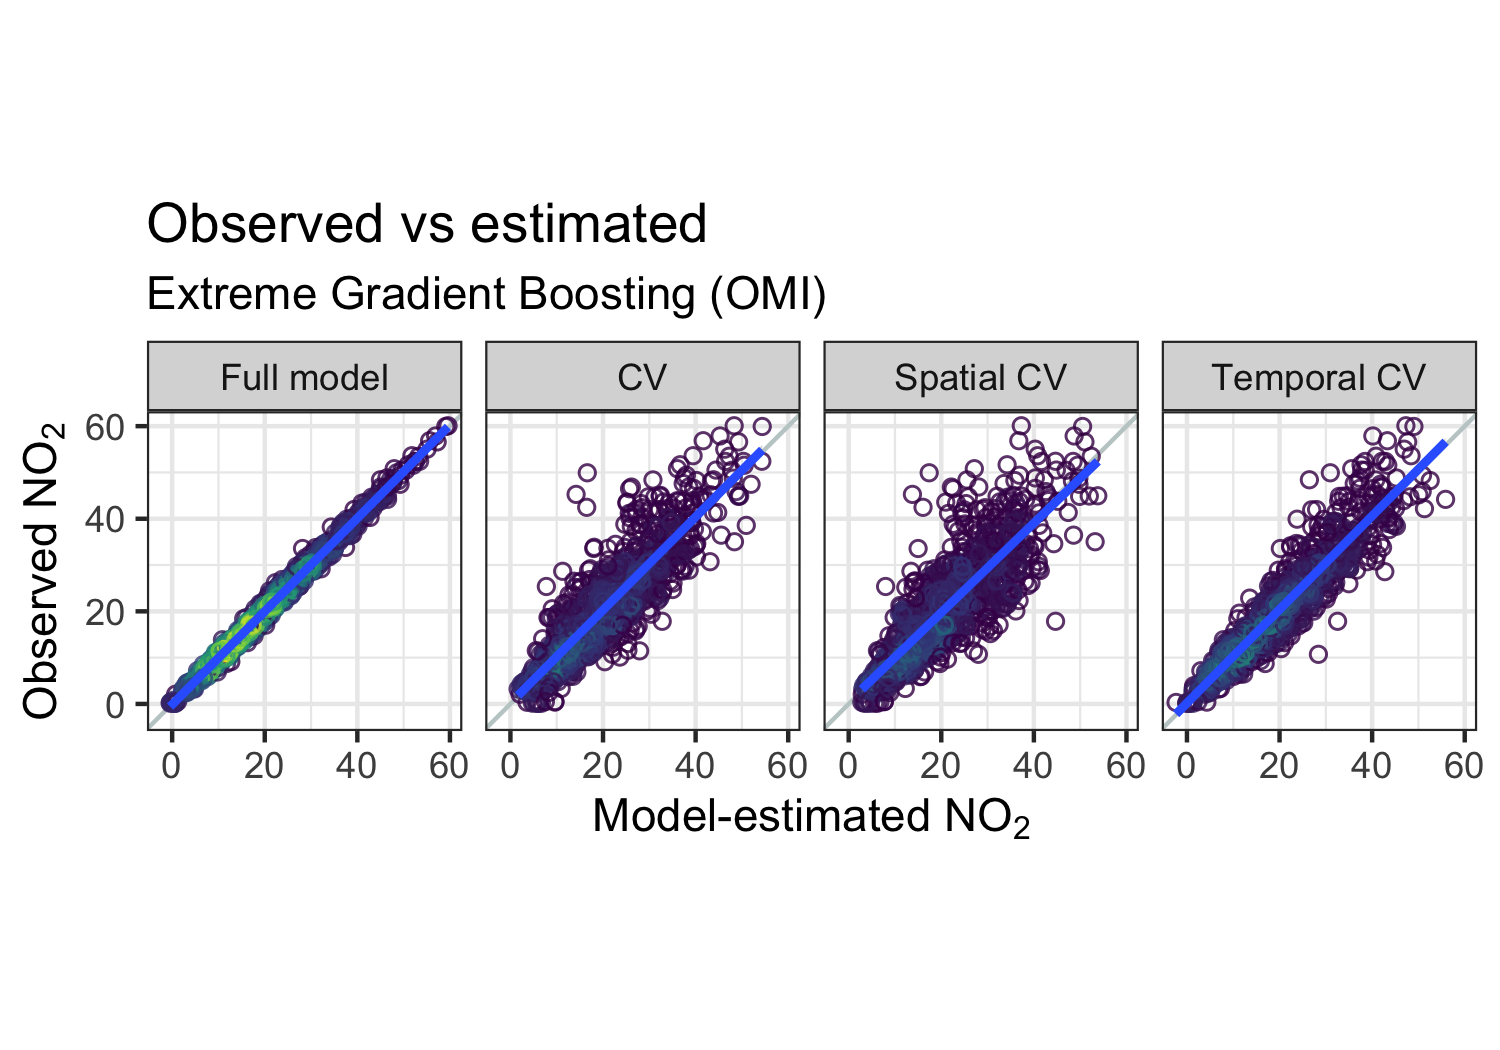 Observed vs estimated
Extreme Gradient Boosting (OMI)
Full model
CV
Spatial CV
Temporal CV
Observed NO₂
60
40
20
0
0 20 40 60
0 20 40 60
0 20 40 60
0 20 40 60
Model-estimated NO₂